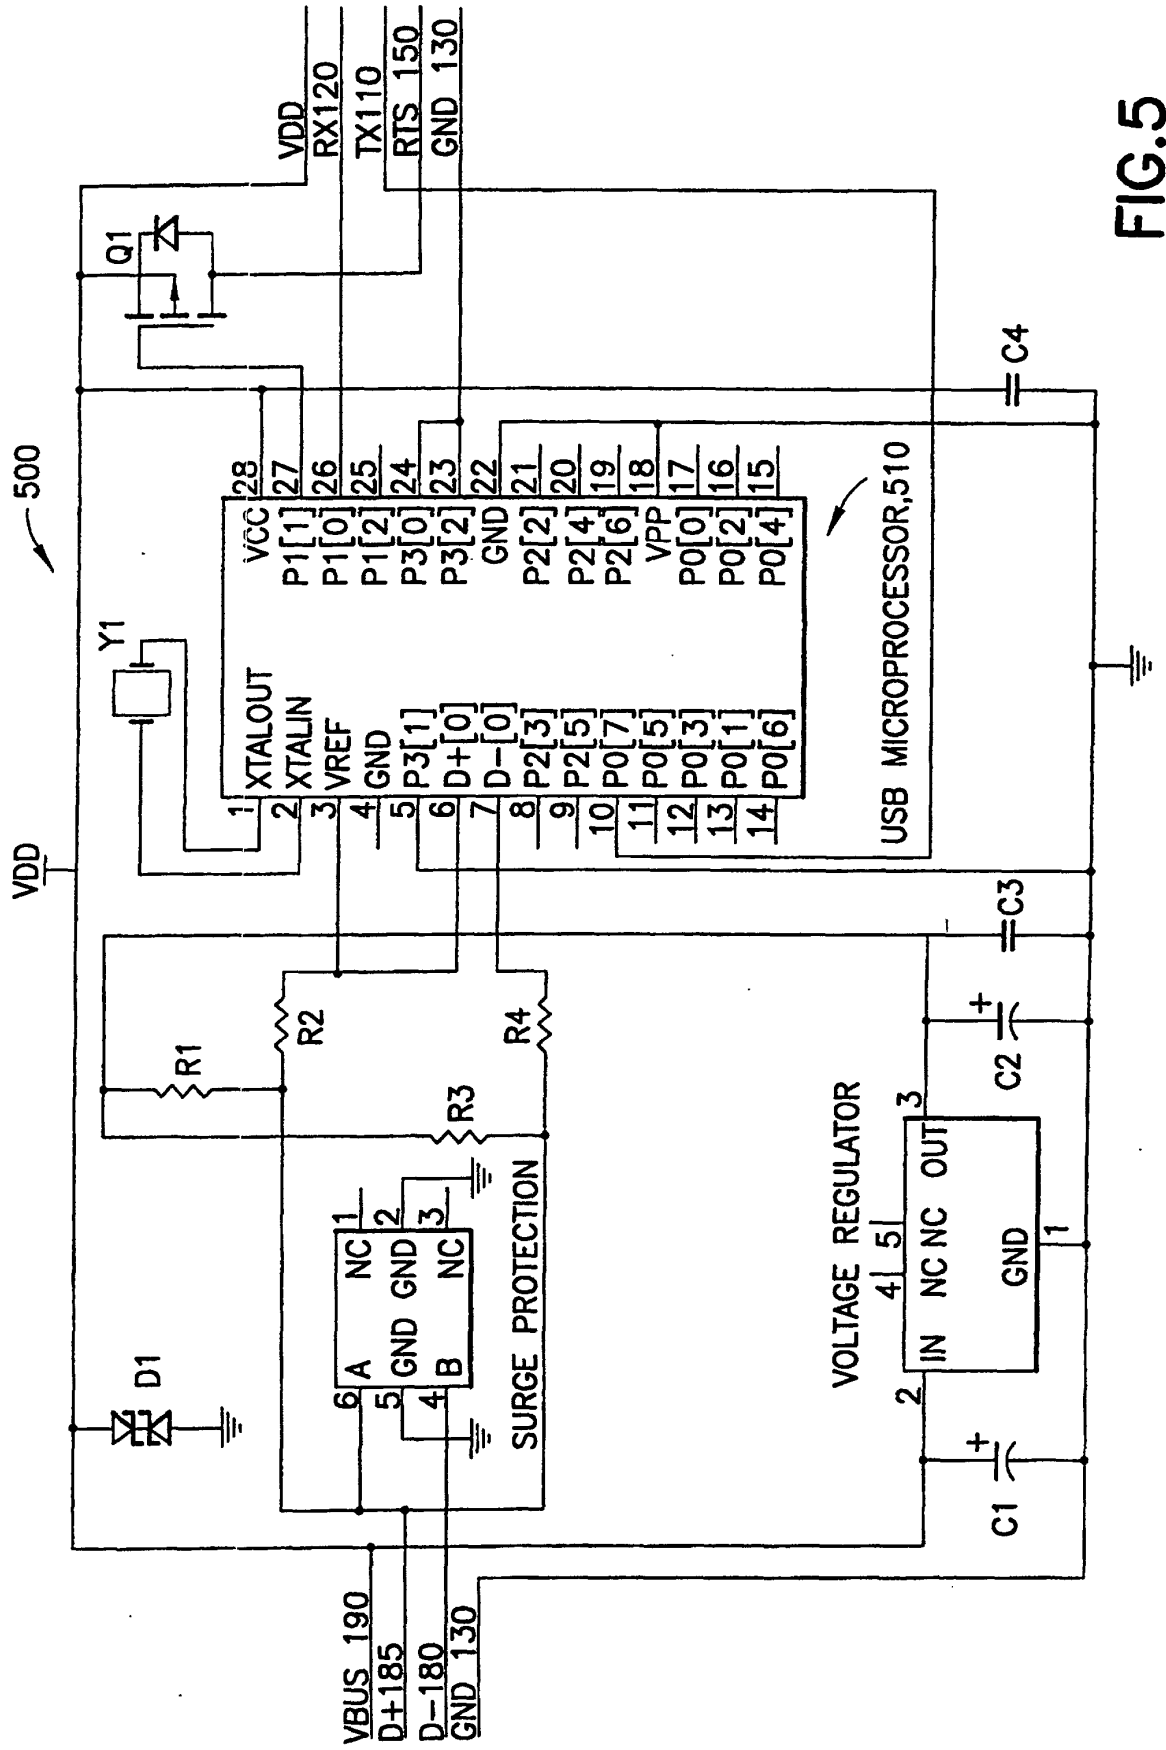 500
VDD
Y1
Q1
VDD
RX120
TX110
RTS 150
GND 130
D1
R1
R2
R3
R4
VBUS 190
D+185
D-180
GND 130
6 A
5 GND
4 B
NC 1
GND 2
NC 3
SURGE PROTECTION
1 XTALOUT
2 XTALIN
3 VREF
4 GND
5 P3[1]
6 D+[0]
7 D-[0]
8 P2[3]
9 P2[5]
10 P0[7]
11 P0[5]
12 P0[3]
13 P0[1]
14 P0[6]
VCC 28
P1[1] 27
P1[0] 26
P1[2] 25
P3[0] 24
P3[2] 23
GND 22
P2[2] 21
P2[4] 20
P2[6] 19
VPP 18
P0[0] 17
P0[2] 16
P0[4] 15
USB MICROPROCESSOR,510
VOLTAGE REGULATOR
4 5
2 IN NC NC OUT 3
GND
1
C1
+
C2
+
C3
C4
FIG.5